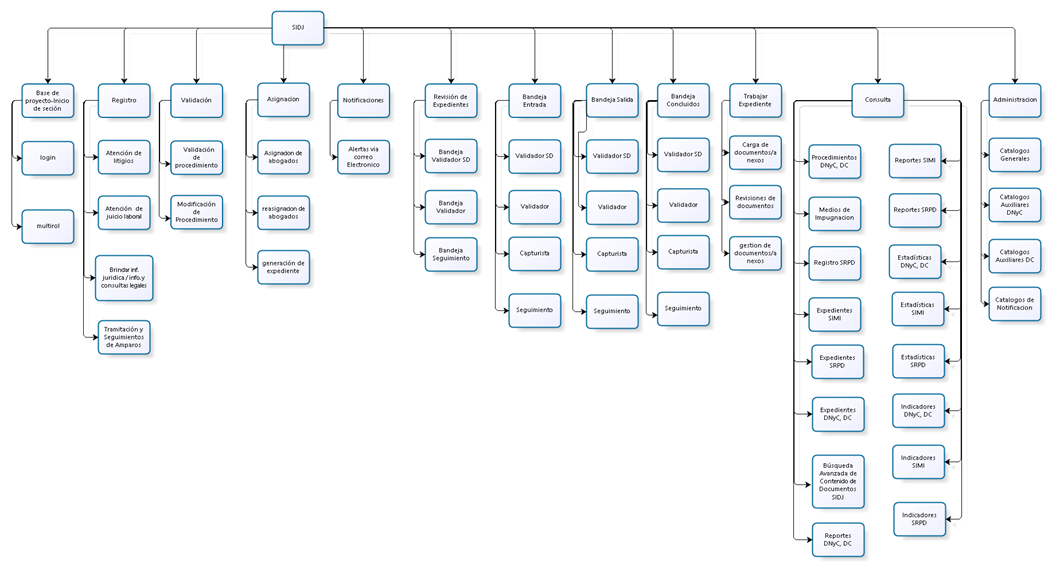 SIDJ
Base de
proyecto-Inicio
de seción
login
multirol
Registro
Atención de
litigios
Atención de
juicio laboral
Brindar inf.
juridica / info.y
consultas legales
Tramitación y
Seguimientos
de Amparos
Validación
Validación
de
procedimiento
Modificación
de
Procedimiento
Asignacion
Asignadon de
abogados
reasignadon de
abogados
generación de
expediente
Notificaciones
Alertas via
correo
Electronico
Revisión de
Expedientes
Bandeja
Validador SD
Bandeja
Validador
Bandeja
Seguimiento
Bandeja
Entrada
Validador SD
Validador
Capturista
Seguimiento
Bandeja Salida
Validador SD
Validador
Capturista
Seguimiento
Bandeja
Concluidos
Validador SD
Validador
Capturista
Seguimiento
Trabajar
Expediente
Carga de
documentos/a
nexos
Revisiones de
documentos
gestion de
documentos/a
nexos
Consulta
Procedimientos
DNyC, DC
Medios de
Impugnacion
Registro SRPD
Expedientes
SIMI
Expedientes
SRPD
Expedientes
DNyC, DC
Búsqueda
Avanzada de
Contenido de
Documentos
SIDJ
Reportes
DNyC, DC
Reportes SIMI
Reportes SRPD
Estadísticas
DNyC, DC
Estadísticas
SIMI
Estadísticas
SRPD
Indicadores
DNyC, DC
Indicadores
SIMI
Indicadores
SRPD
Administracion
Catalogos
Generales
Catalogos
Auxiliares
DNyC
Catalogos
Auxiliares DC
Catalogos de
Notificacion